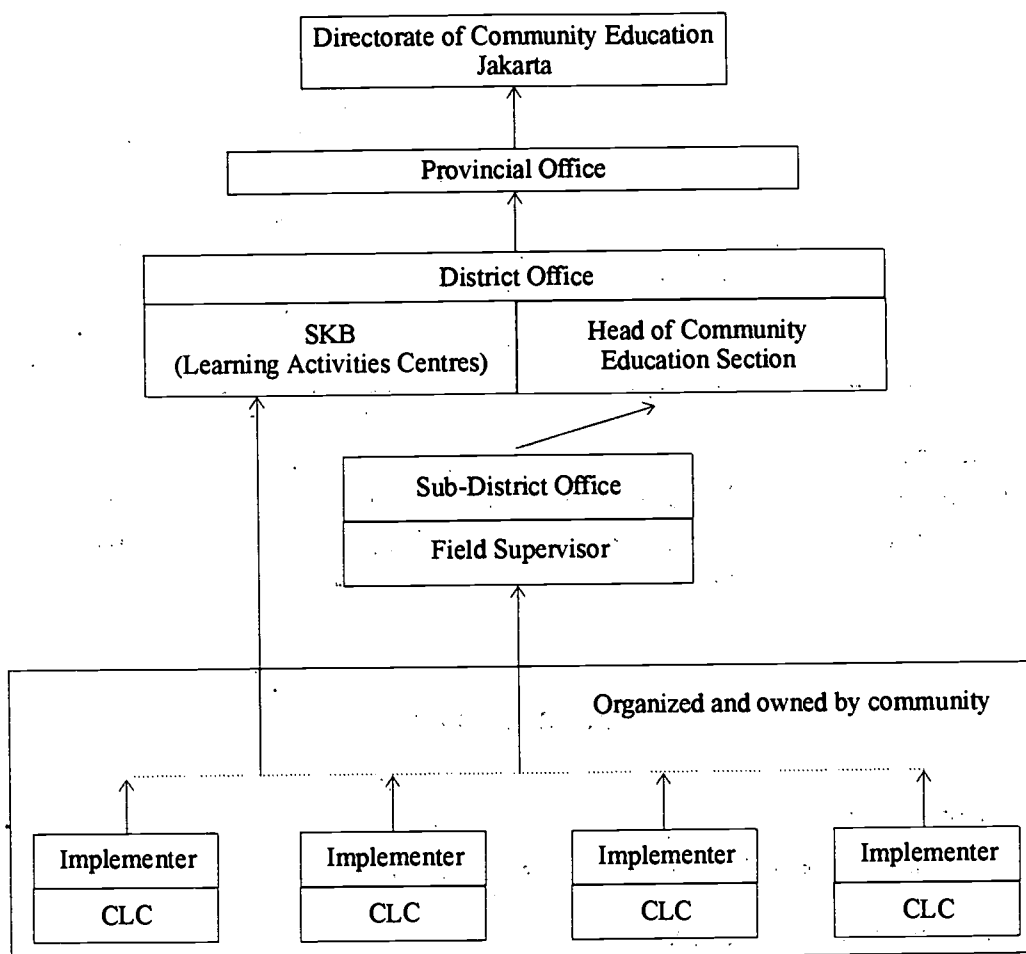 Directorate of Community Education
Jakarta
Provincial Office
District Office
SKB
(Learning Activities Centres)
Head of Community
Education Section
Sub-District Office
Field Supervisor
Organized and owned by community
Implementer
CLC
Implementer
CLC
Implementer
CLC
Implementer
CLC